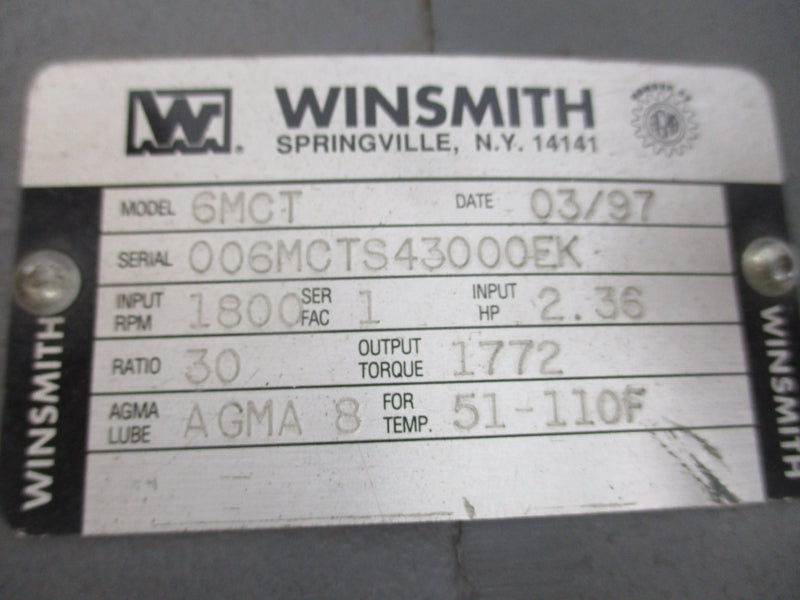 W WINSMITH
SPRINGVILLE, N.Y. 14141
MODEL 6MCT DATE 03/97
SERIAL 006MCTS43000EK
INPUT RPM 1800 SER FAC 1 INPUT HP 2.36
RATIO 30 OUTPUT TORQUE 1772
AGMA LUBE AGMA 8 FOR TEMP. 51-110F
WINSMITH
WINSMITH